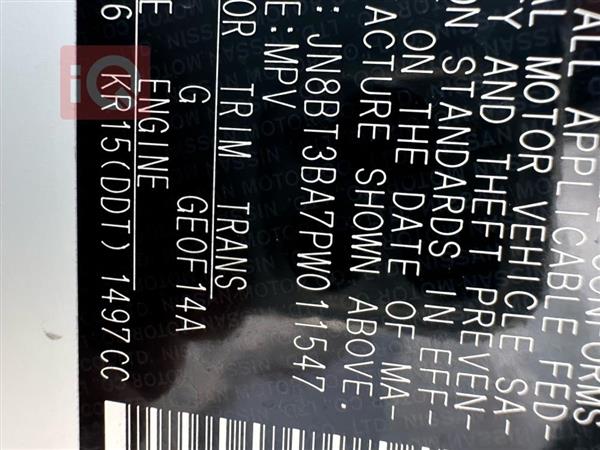 ALL APPLICABLE FED-
AL MOTOR VEHICLE SA-
Y AND THEFT PREVEN-
ON STANDARDS IN EFF-
ON THE DATE OF MA-
ACTURE SHOWN ABOVE.
: JN8BT3BA7PW011547
E:MPV
OR TRIM TRANS
G GEOF14A
E ENGINE
6 KR15(DDT) 1497CC
iQ